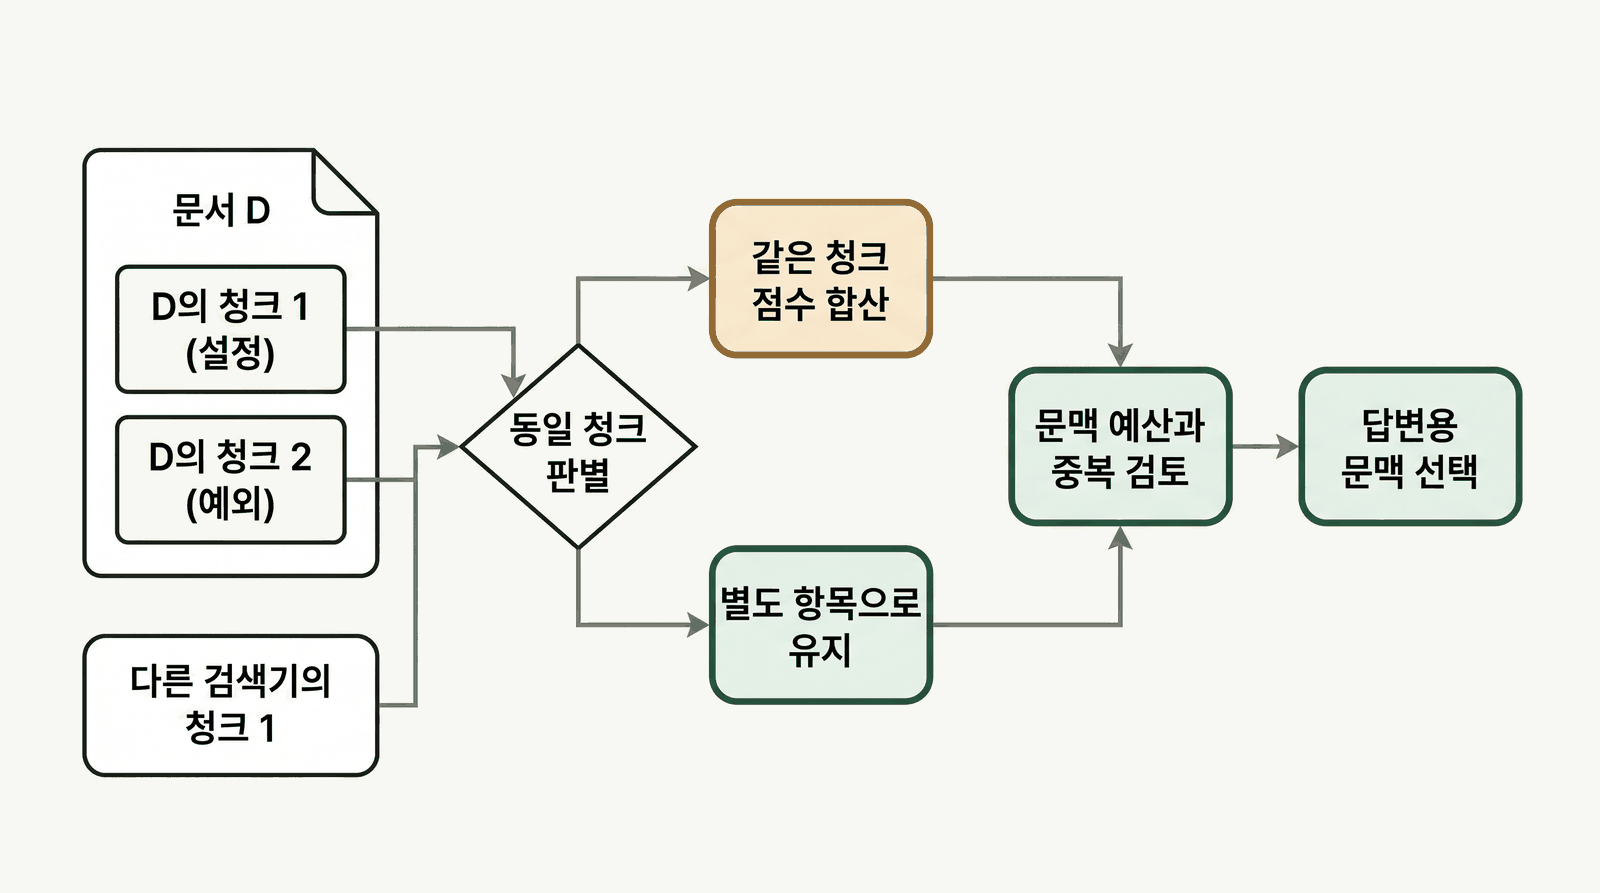 문서 D
D의 청크 1
(설정)
D의 청크 2
(예외)
다른 검색기의
청크 1
동일 청크
판별
같은 청크
점수 합산
별도 항목으로
유지
문맥 예산과
중복 검토
답변용
문맥 선택